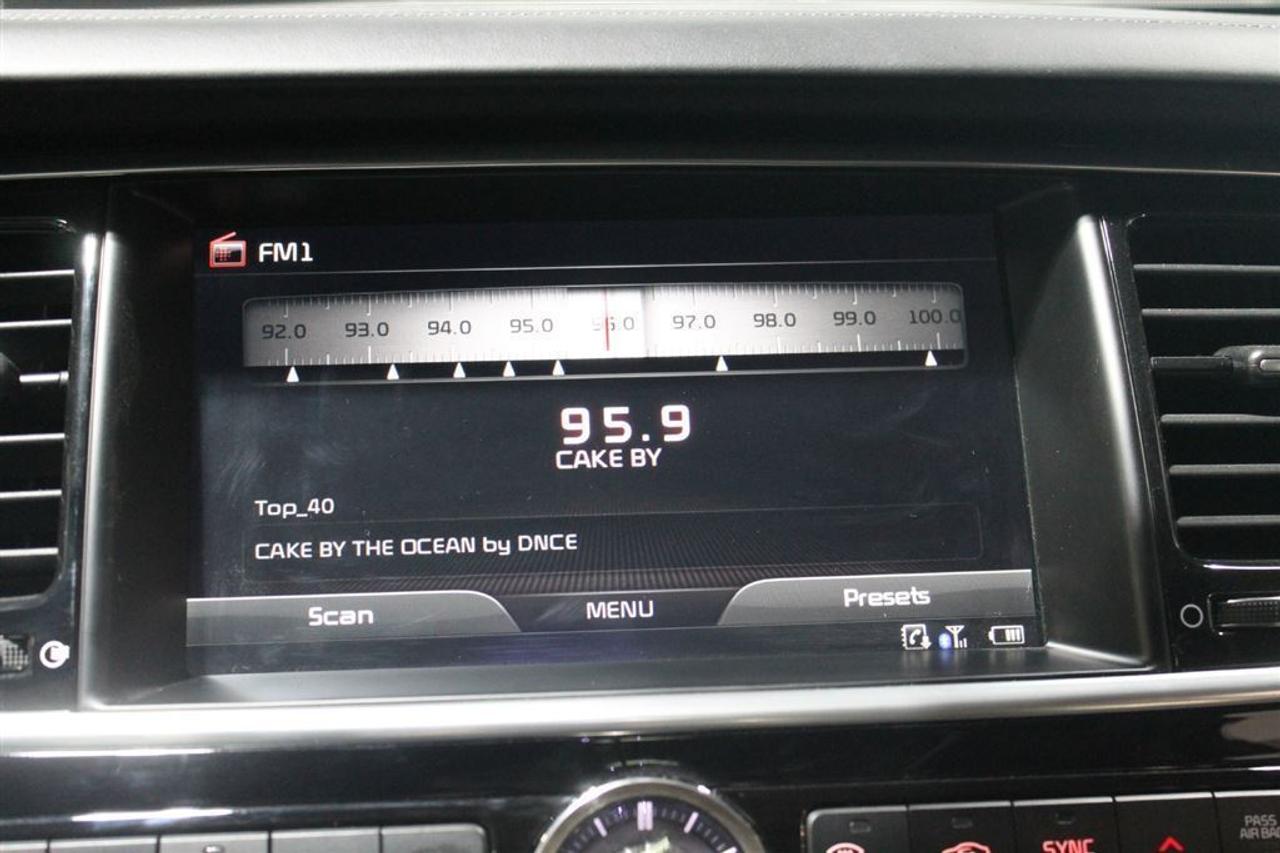 FM1
92.0 93.0 94.0 95.0 96.0 97.0 98.0 99.0 100.0
95.9
CAKE BY
Top_40
CAKE BY THE OCEAN by DNCE
Scan MENU Presets
N
SYNC
PASS
AIR BAG